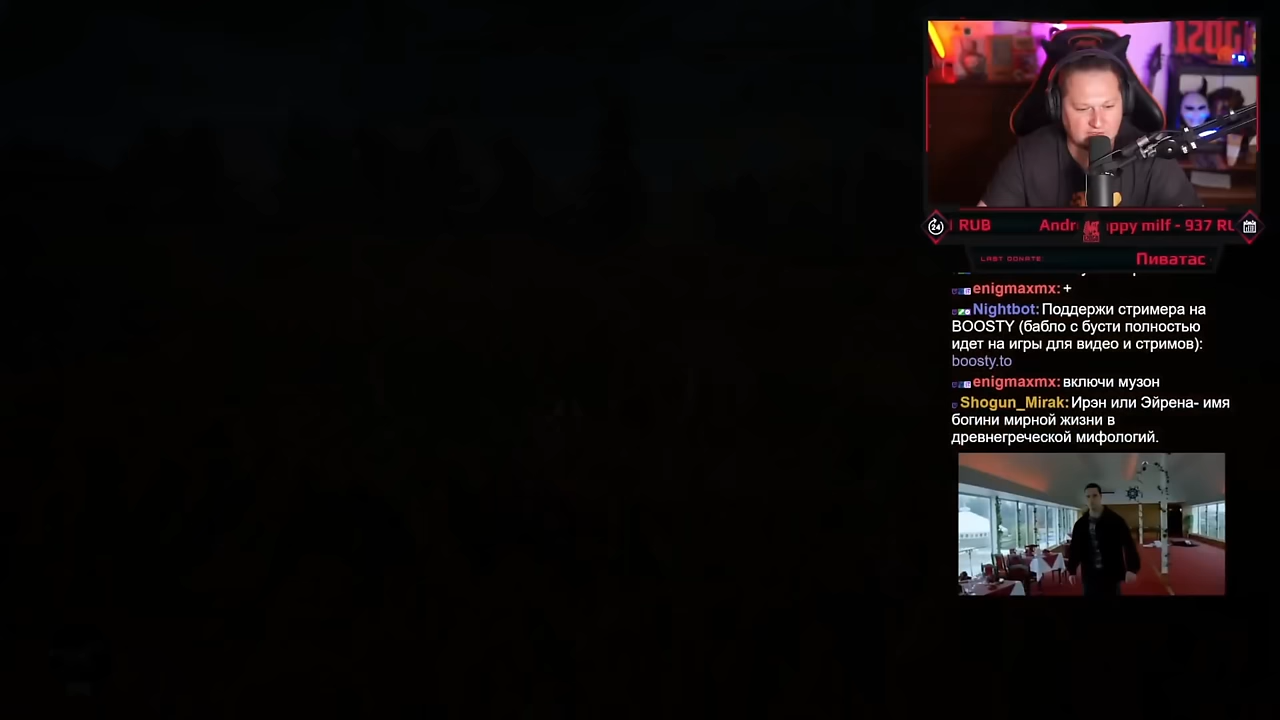 120G
24
RUB
ppy milf - 937 RU
LAST DONATE:
Пиватас
enigmaxmx: +
Nightbot: Поддержи стримера на
BOOSTY (бабло с бусти полностью
идет на игры для видео и стримов):
boosty.to
enigmaxmx: включи музон
Shogun_Mirak: Ирэн или Эйрена- имя
богини мирной жизни в
древнегреческой мифологий.